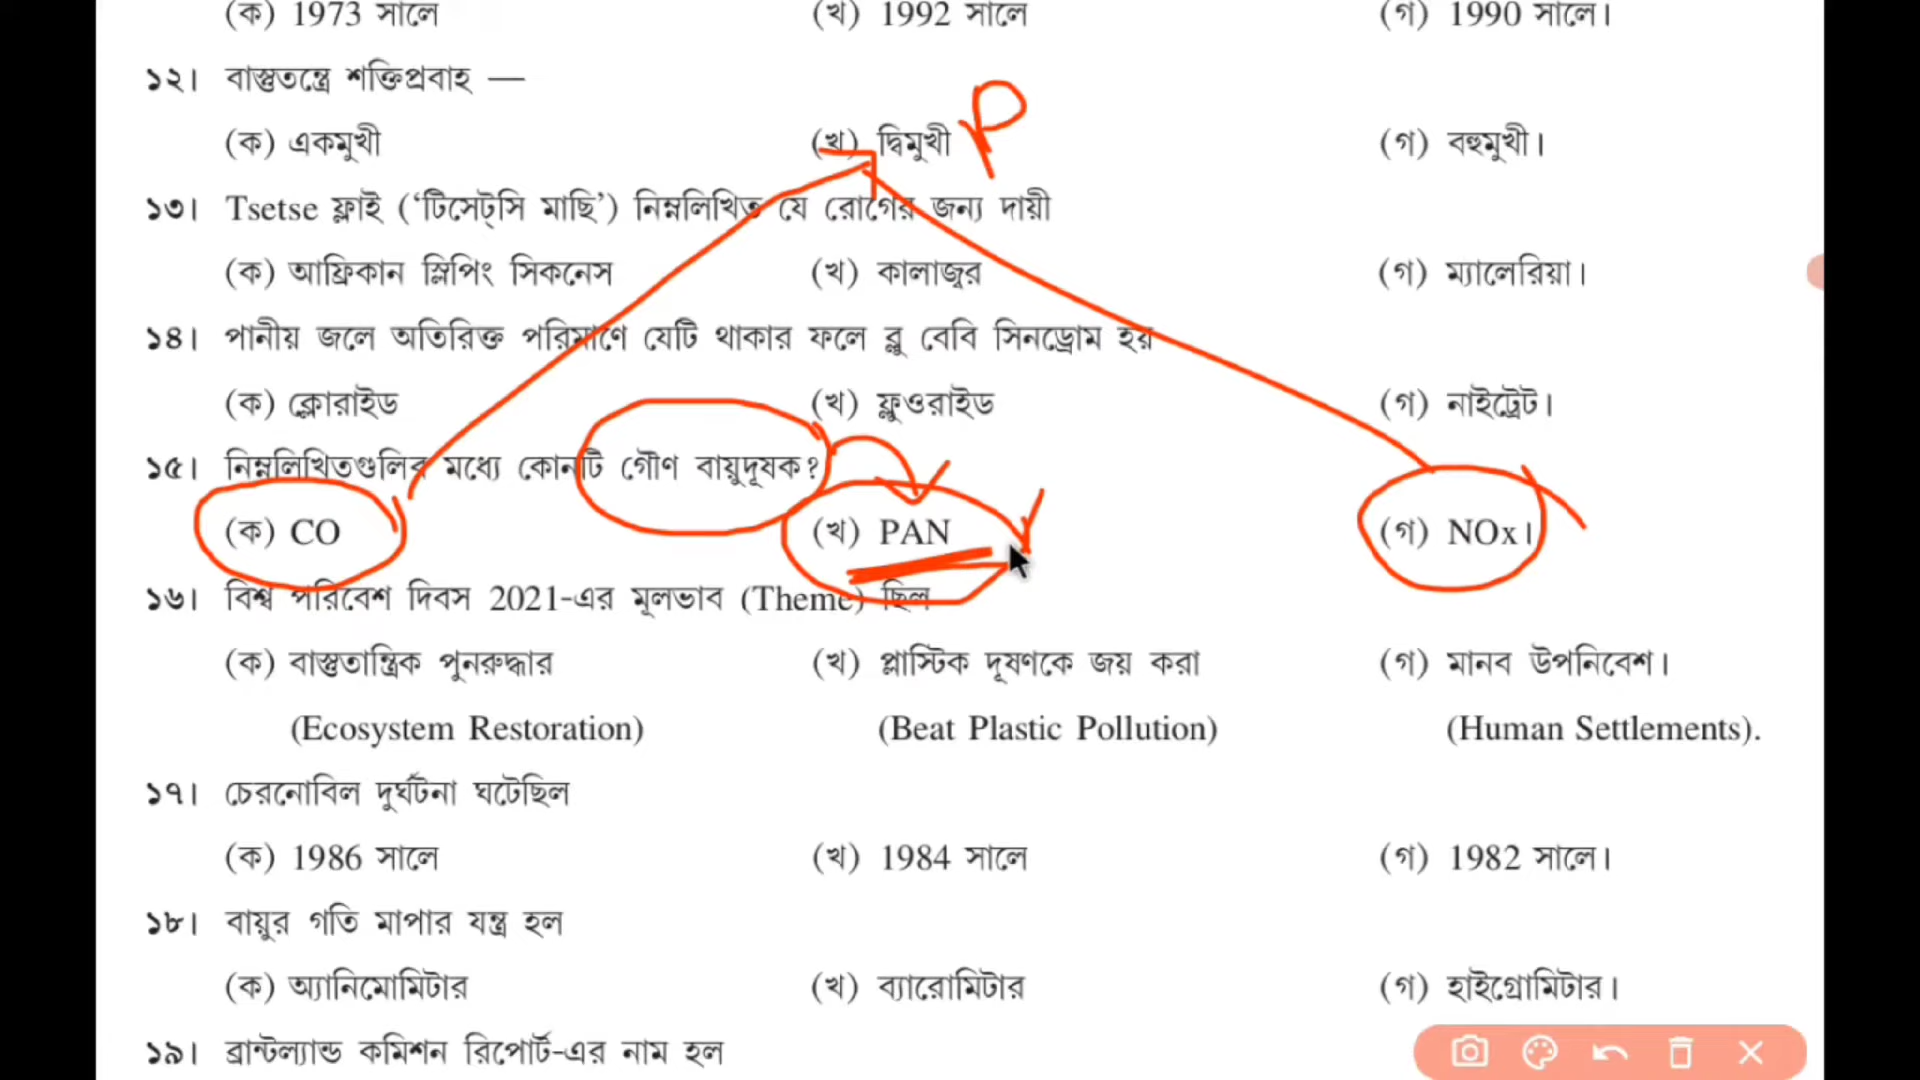 (ক) 1973 সালে (খ) 1992 সালে (গ) 1990 সালে।
১২। বাস্তুতন্ত্রে শক্তিপ্রবাহ —
(ক) একমুখী (খ) দ্বিমুখী P (গ) বহুমুখী।
১৩। Tsetse ফ্লাই (‘টিসেট্‌সি মাছি’) নিম্নলিখিত যে রোগের জন্য দায়ী
(ক) আফ্রিকান স্লিপিং সিকনেস (খ) কালাজ্বর (গ) ম্যালেরিয়া।
১৪। পানীয় জলে অতিরিক্ত পরিমাণে যেটি থাকার ফলে ব্লু বেবি সিনড্রোম হয়
(ক) ক্লোরাইড (খ) ফ্লুওরাইড (গ) নাইট্রেট।
১৫। নিম্নলিখিতগুলির মধ্যে কোনটি গৌণ বায়ুদূষক?
(ক) CO (খ) PAN (গ) NOx।
১৬। বিশ্ব পরিবেশ দিবস 2021-এর মূলভাব (Theme) ছিল
(ক) বাস্তুতান্ত্রিক পুনরুদ্ধার (খ) প্লাস্টিক দূষণকে জয় করা (গ) মানব উপনিবেশ।
(Ecosystem Restoration) (Beat Plastic Pollution) (Human Settlements).
১৭। চেরনোবিল দুর্ঘটনা ঘটেছিল
(ক) 1986 সালে (খ) 1984 সালে (গ) 1982 সালে।
১৮। বায়ুর গতি মাপার যন্ত্র হল
(ক) অ্যানিমোমিটার (খ) ব্যারোমিটার (গ) হাইগ্রোমিটার।
১৯। ব্রান্টল্যান্ড কমিশন রিপোর্ট-এর নাম হল